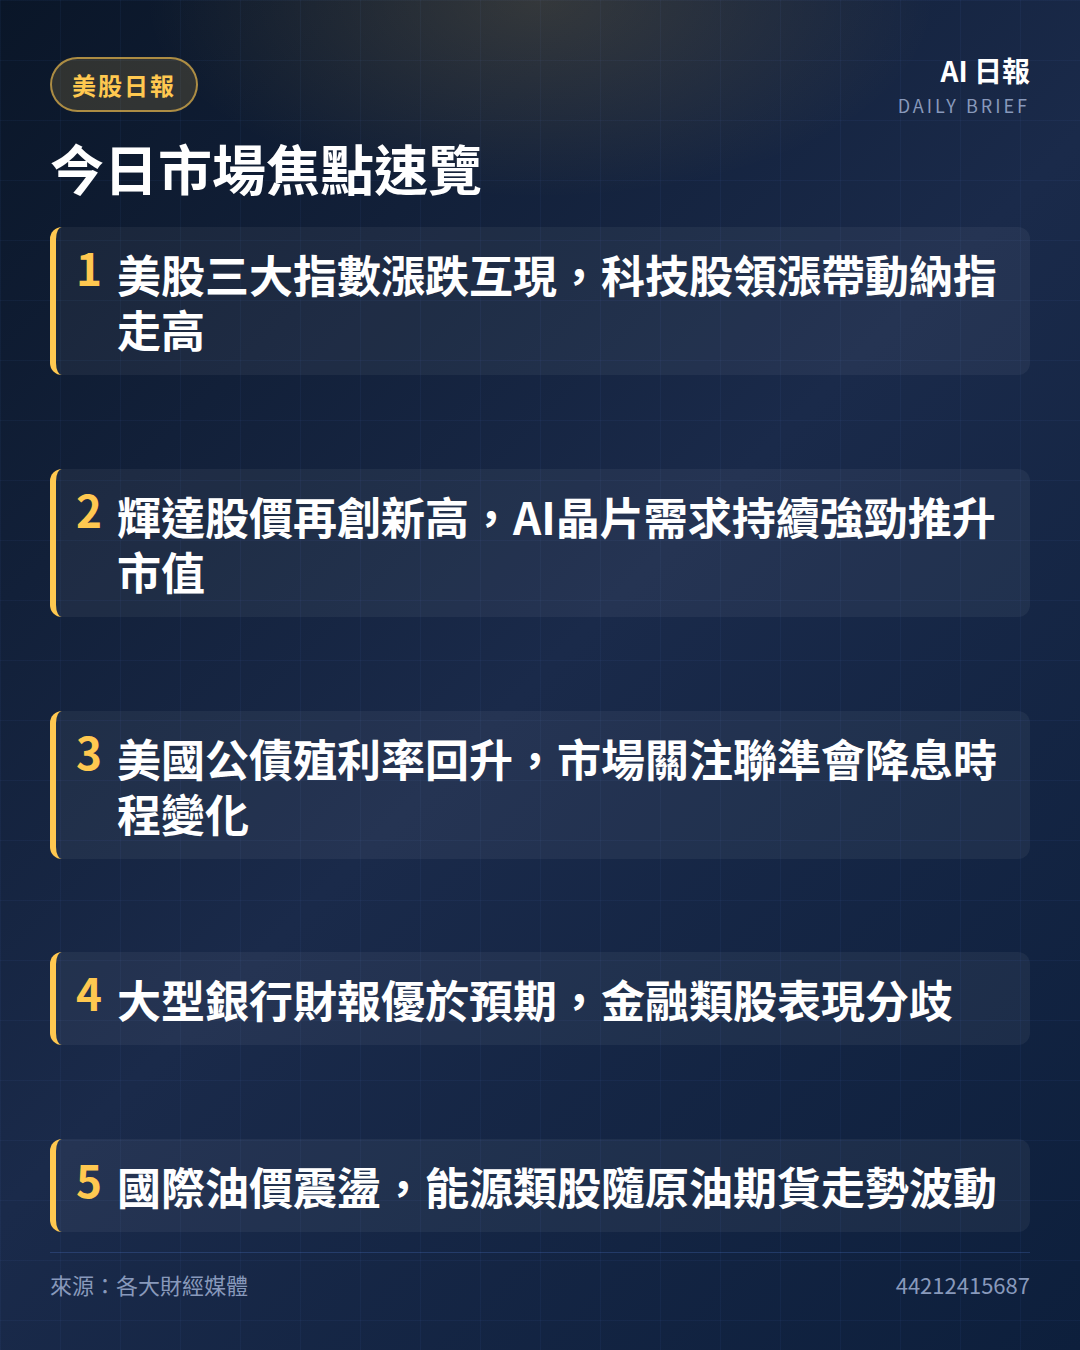 美股日報
AI 日報
DAILY BRIEF
今日市場焦點速覽
1 美股三大指數漲跌互現，科技股領漲帶動納指
走高
2 輝達股價再創新高，AI晶片需求持續強勁推升
市值
3 美國公債殖利率回升，市場關注聯準會降息時
程變化
4 大型銀行財報優於預期，金融類股表現分歧
5 國際油價震盪，能源類股隨原油期貨走勢波動
來源：各大財經媒體
44212415687